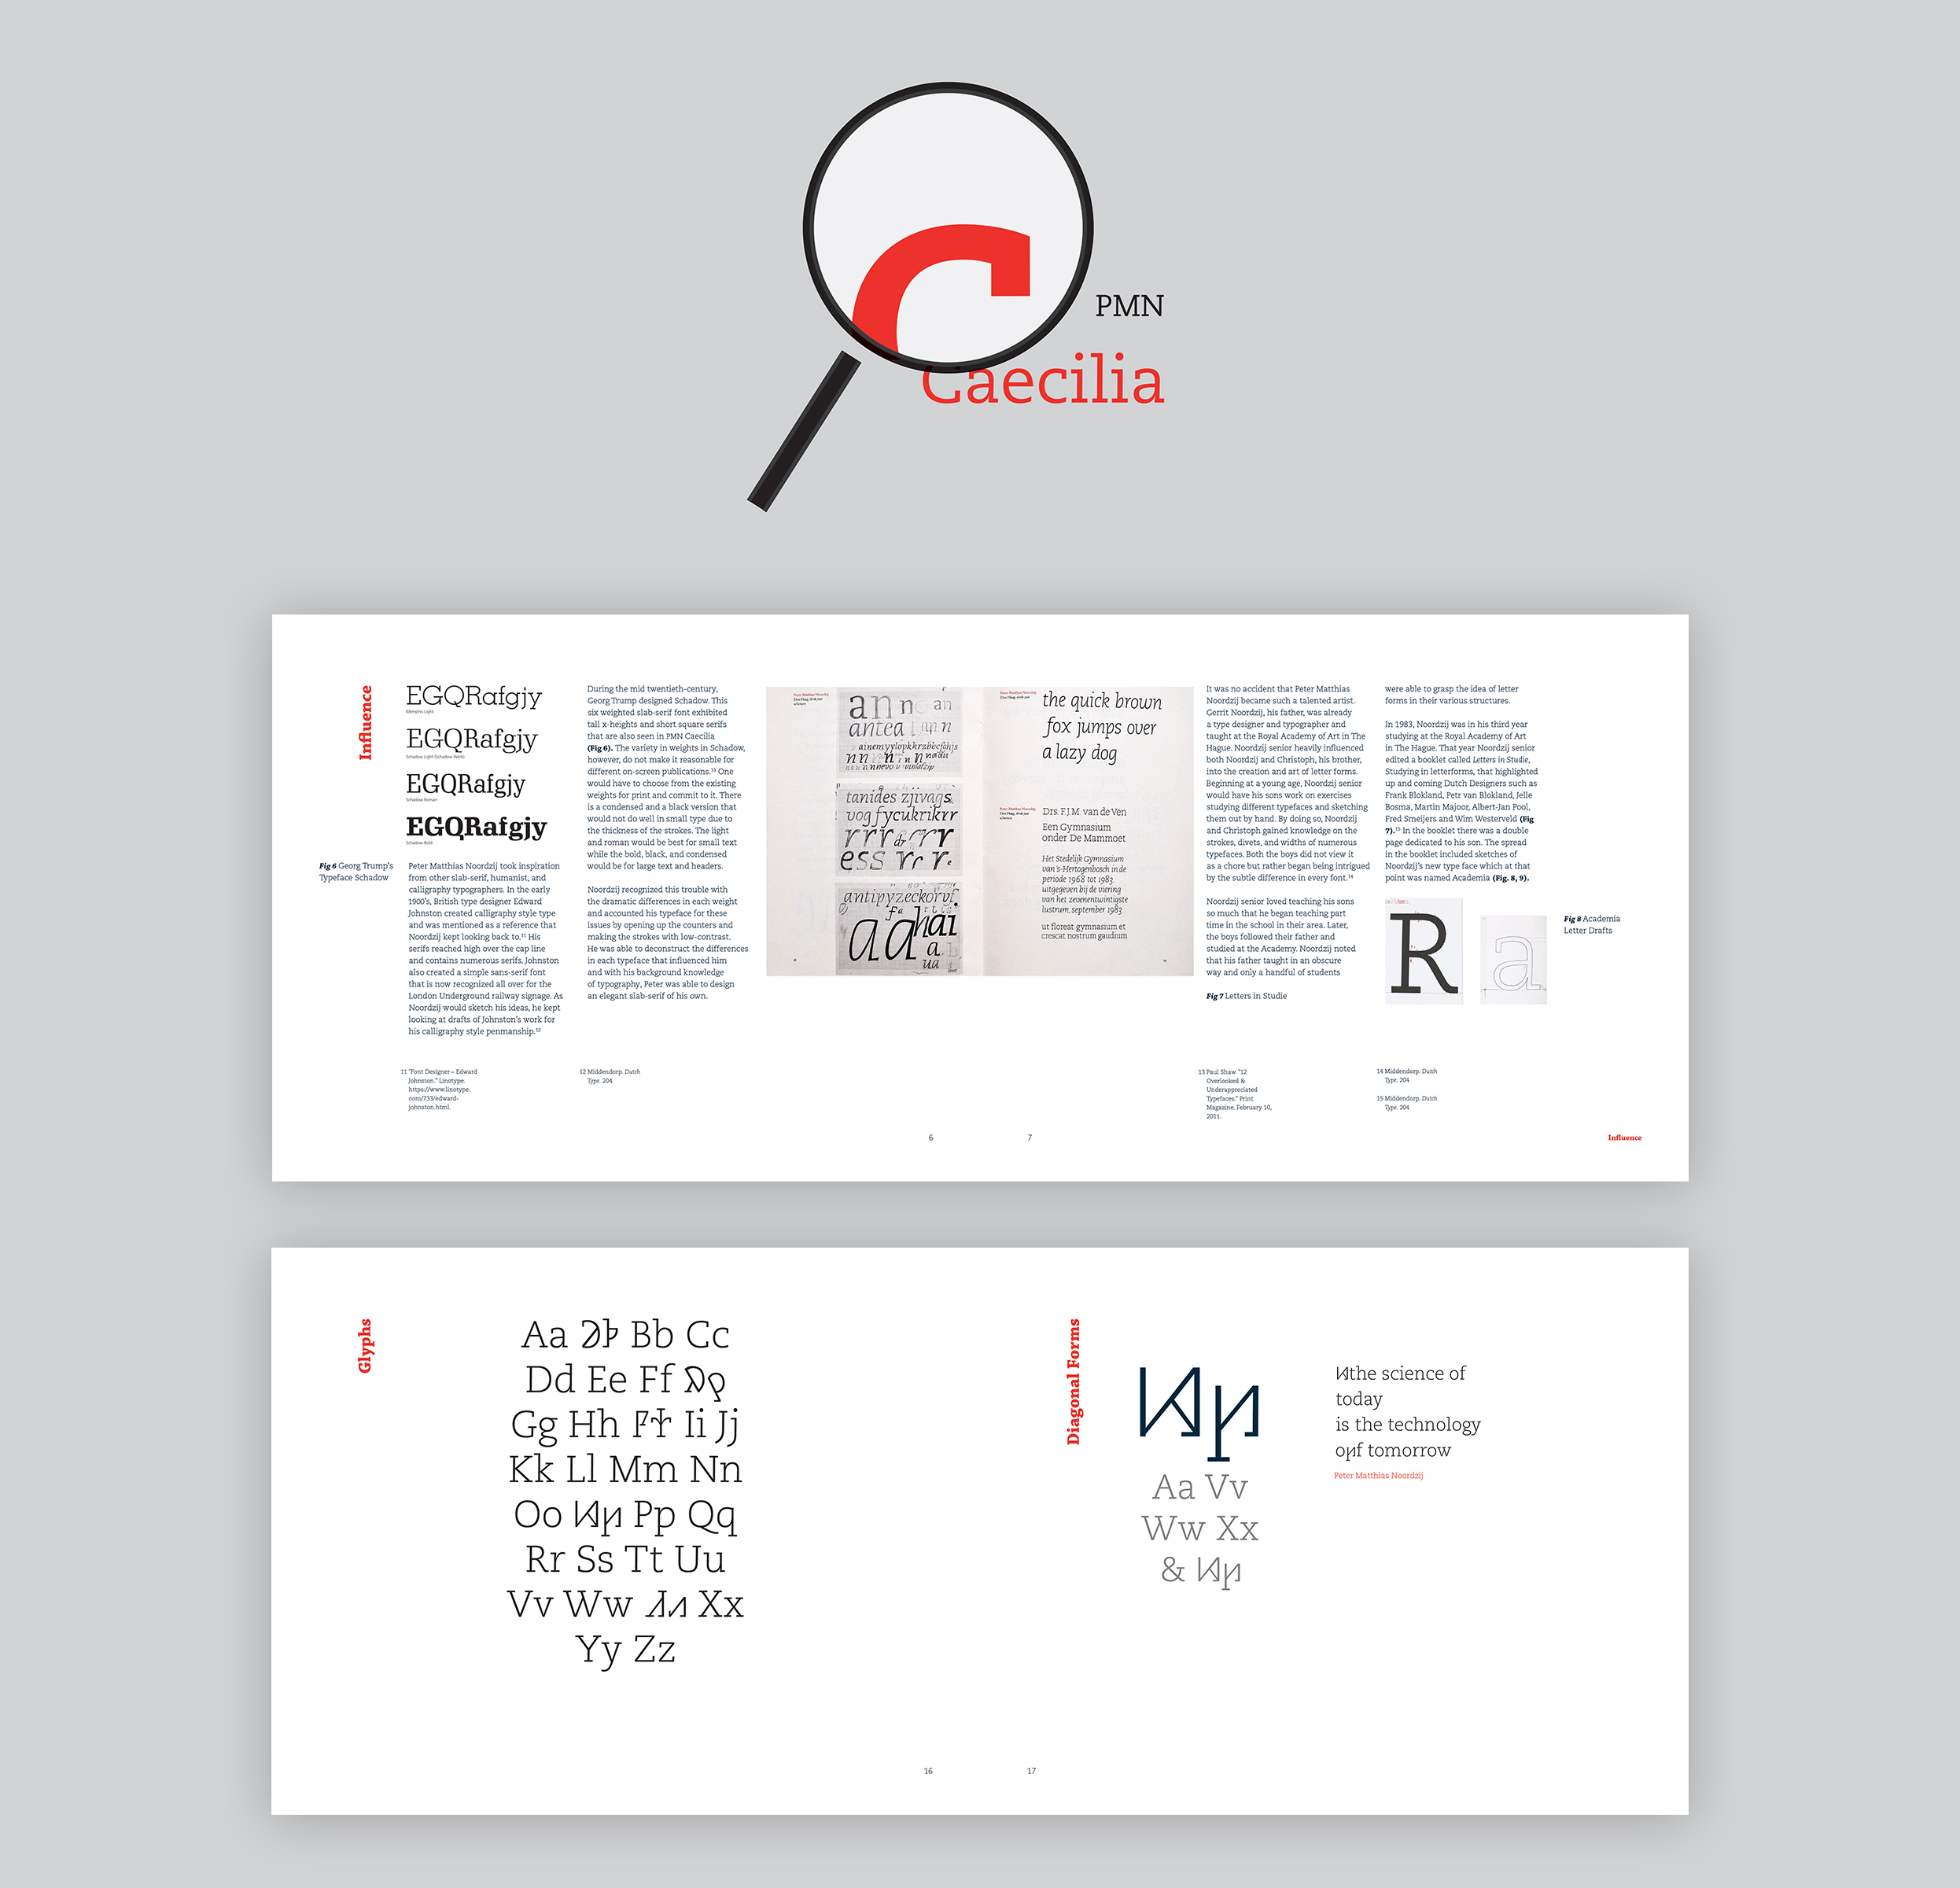 PMN
Caecilia
Influence
EGQRafgjy
Memphis Light
EGQRafgjy
Schadow Light (Schadow Werk)
EGQRafgjy
Schadow Roman
EGQRafgjy
Schadow Bold
Fig 6 Georg Trump's
Typeface Schadow
Peter Matthias Noordzij took inspiration
from other slab-serif, humanist, and
calligraphy typographers. In the early
1900's, British type designer Edward
Johnston created calligraphy style type
and was mentioned as a reference that
Noordzij kept looking back to.¹¹ His
serifs reached high over the cap line
and contains numerous serifs. Johnston
also created a simple sans-serif font
that is now recognized all over for the
London Underground railway signage. As
Noordzij would sketch his ideas, he kept
looking at drafts of Johnston's work for
his calligraphy style penmanship.¹²
During the mid twentieth-century,
Georg Trump designed Schadow. This
six weighted slab-serif font exhibited
tall x-heights and short square serifs
that are also seen in PMN Caecilia
(Fig 6). The variety in weights in Schadow,
however, do not make it reasonable for
different on-screen publications.¹³ One
would have to choose from the existing
weights for print and commit to it. There
is a condensed and a black version that
would not do well in small type due to
the thickness of the strokes. The light
and roman would be best for small text
while the bold, black, and condensed
would be for large text and headers.
Noordzij recognized this trouble with
the dramatic differences in each weight
and accounted his typeface for these
issues by opening up the counters and
making the strokes with low-contrast.
He was able to deconstruct the differences
in each typeface that influenced him
and with his background knowledge
of typography, Peter was able to design
an elegant slab-serif of his own.
Peter Matthias Noordzij
Den Haag, derde jaar
schetsen
an n an
antea n n
tanides zjivags
vog fycukrikrr
rrrr r r
ess rr r
antipyzeckorvf
a a hai
a
ua
Peter Matthias Noordzij
Den Haag, derde jaar
the quick brown
fox jumps over
a lazy dog
Peter Matthias Noordzij
Den Haag, derde jaar
schetsen
Drs. F.J.M. van de Ven
Een Gymnasium
onder De Mammoet
Het Stedelijk Gymnasium
van 's-Hertogenbosch in de
periode 1968 tot 1983,
uitgegeven bij de viering
van het zevenentwintigste
lustrum, september 1983
ut floreat gymnasium et
crescat nostrum gaudium
It was no accident that Peter Matthias
Noordzij became such a talented artist.
Gerrit Noordzij, his father, was already
a type designer and typographer and
taught at the Royal Academy of Art in The
Hague. Noordzij senior heavily influenced
both Noordzij and Christoph, his brother,
into the creation and art of letter forms.
Beginning at a young age, Noordzij senior
would have his sons work on exercises
studying different typefaces and sketching
them out by hand. By doing so, Noordzij
and Christoph gained knowledge on the
strokes, divets, and widths of numerous
typefaces. Both the boys did not view it
as a chore but rather began being intrigued
by the subtle difference in every font.¹⁴
Noordzij senior loved teaching his sons
so much that he began teaching part
time in the school in their area. Later,
the boys followed their father and
studied at the Academy. Noordzij noted
that his father taught in an obscure
way and only a handful of students
Fig 7 Letters in Studie
were able to grasp the idea of letter
forms in their various structures.
In 1983, Noordzij was in his third year
studying at the Royal Academy of Art
in The Hague. That year Noordzij senior
edited a booklet called Letters in Studie,
Studying in letterforms, that highlighted
up and coming Dutch Designers such as
Frank Blokland, Petr van Blokland, Jelle
Bosma, Martin Majoor, Albert-Jan Pool,
Fred Smeijers and Wim Westerveld (Fig
7).¹⁵ In the booklet there was a double
page dedicated to his son. The spread
in the booklet included sketches of
Noordzij's new type face which at that
point was named Academia (Fig. 8, 9).
R a
Fig 8 Academia
Letter Drafts
11 "Font Designer – Edward
Johnston." Linotype.
https://www.linotype.
com/733/edward-
johnston.html.
12 Middendorp. Dutch
Type. 204
13 Paul Shaw. "12
Overlooked &
Underappreciated
Typefaces." Print
Magazine. February 10,
2011.
14 Middendorp. Dutch
Type. 204
15 Middendorp. Dutch
Type. 204
6
7
Influence
Glyphs
Aa Bb Cc
Dd Ee Ff
Gg Hh Ii Jj
Kk Ll Mm Nn
Oo Pp Qq
Rr Ss Tt Uu
Vv Ww Xx
Yy Zz
Diagonal Forms
Aa Vv
Ww Xx
&
the science of
today
is the technology
of tomorrow
Peter Matthias Noordzij
16
17